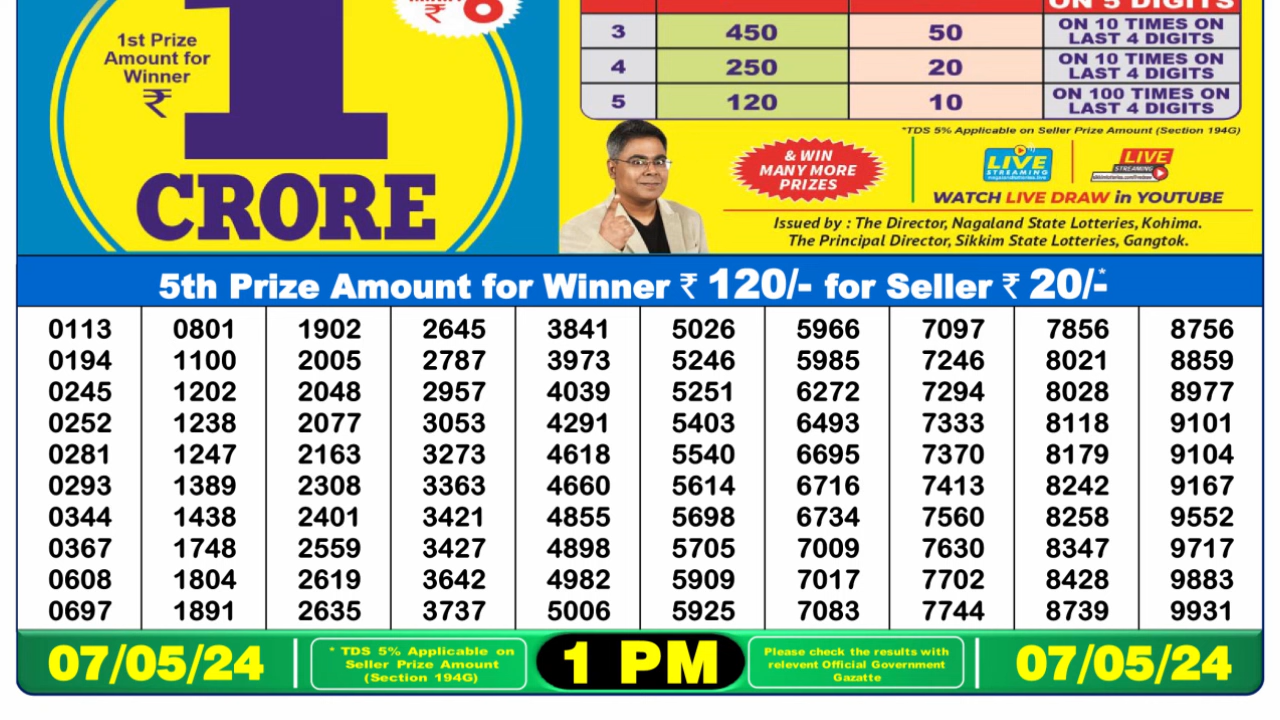 ₹ 6
1st Prize
Amount for
Winner
₹
1
CRORE
ON 5 DIGITS
3 450 50 ON 10 TIMES ON LAST 4 DIGITS
4 250 20 ON 10 TIMES ON LAST 4 DIGITS
5 120 10 ON 100 TIMES ON LAST 4 DIGITS
*TDS 5% Applicable on Seller Prize Amount (Section 194G)
& WIN
MANY MORE
PRIZES
LIVE
STREAMING
LIVE
STREAMING
WATCH LIVE DRAW in YOUTUBE
Issued by : The Director, Nagaland State Lotteries, Kohima.
The Principal Director, Sikkim State Lotteries, Gangtok.
5th Prize Amount for Winner ₹ 120/- for Seller ₹ 20/-*
0113 0801 1902 2645 3841 5026 5966 7097 7856 8756
0194 1100 2005 2787 3973 5246 5985 7246 8021 8859
0245 1202 2048 2957 4039 5251 6272 7294 8028 8977
0252 1238 2077 3053 4291 5403 6493 7333 8118 9101
0281 1247 2163 3273 4618 5540 6695 7370 8179 9104
0293 1389 2308 3363 4660 5614 6716 7413 8242 9167
0344 1438 2401 3421 4855 5698 6734 7560 8258 9552
0367 1748 2559 3427 4898 5705 7009 7630 8347 9717
0608 1804 2619 3642 4982 5909 7017 7702 8428 9883
0697 1891 2635 3737 5006 5925 7083 7744 8739 9931
07/05/24
* TDS 5% Applicable on
Seller Prize Amount
(Section 194G)
1 PM
Please check the results with
relevent Official Government
Gazatte
07/05/24